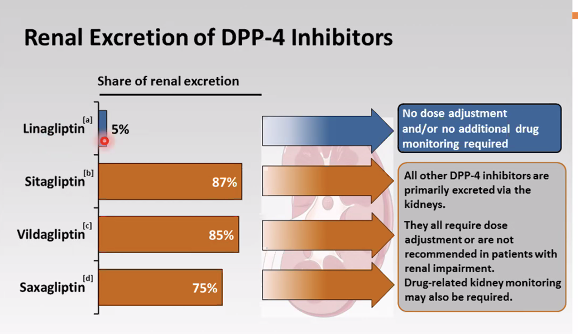 Renal Excretion of DPP-4 Inhibitors
Share of renal excretion
Linagliptin[a]
5%
No dose adjustment
and/or no additional drug
monitoring required
Sitagliptin[b]
87%
Vildagliptin[c]
85%
Saxagliptin[d]
75%
All other DPP-4 inhibitors are
primarily excreted via the
kidneys.
They all require dose
adjustment or are not
recommended in patients with
renal impairment.
Drug-related kidney monitoring
may also be required.